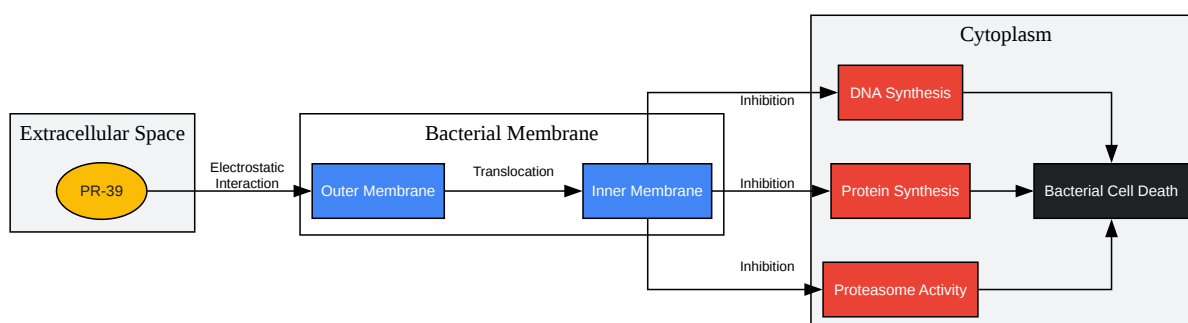 Cytoplasm
DNA Synthesis
Inhibition
Extracellular Space
Bacterial Membrane
PR-39
Electrostatic
Interaction
Outer Membrane
Translocation
Inner Membrane
Inhibition
Protein Synthesis
Bacterial Cell Death
Inhibition
Proteasome Activity